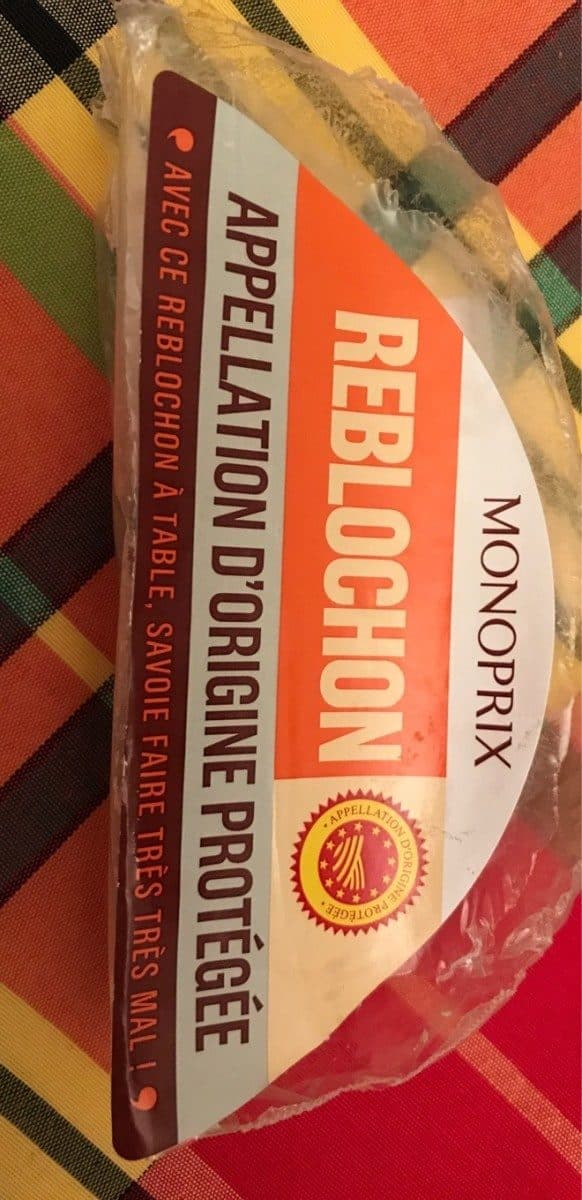 MONOPRIX
REBLOCHON
• APPELLATION D'ORIGINE PROTÉGÉE •
APPELLATION D'ORIGINE PROTÉGÉE
AVEC CE REBLOCHON À TABLE, SAVOIE FAIRE TRÈS TRÈS MAL !